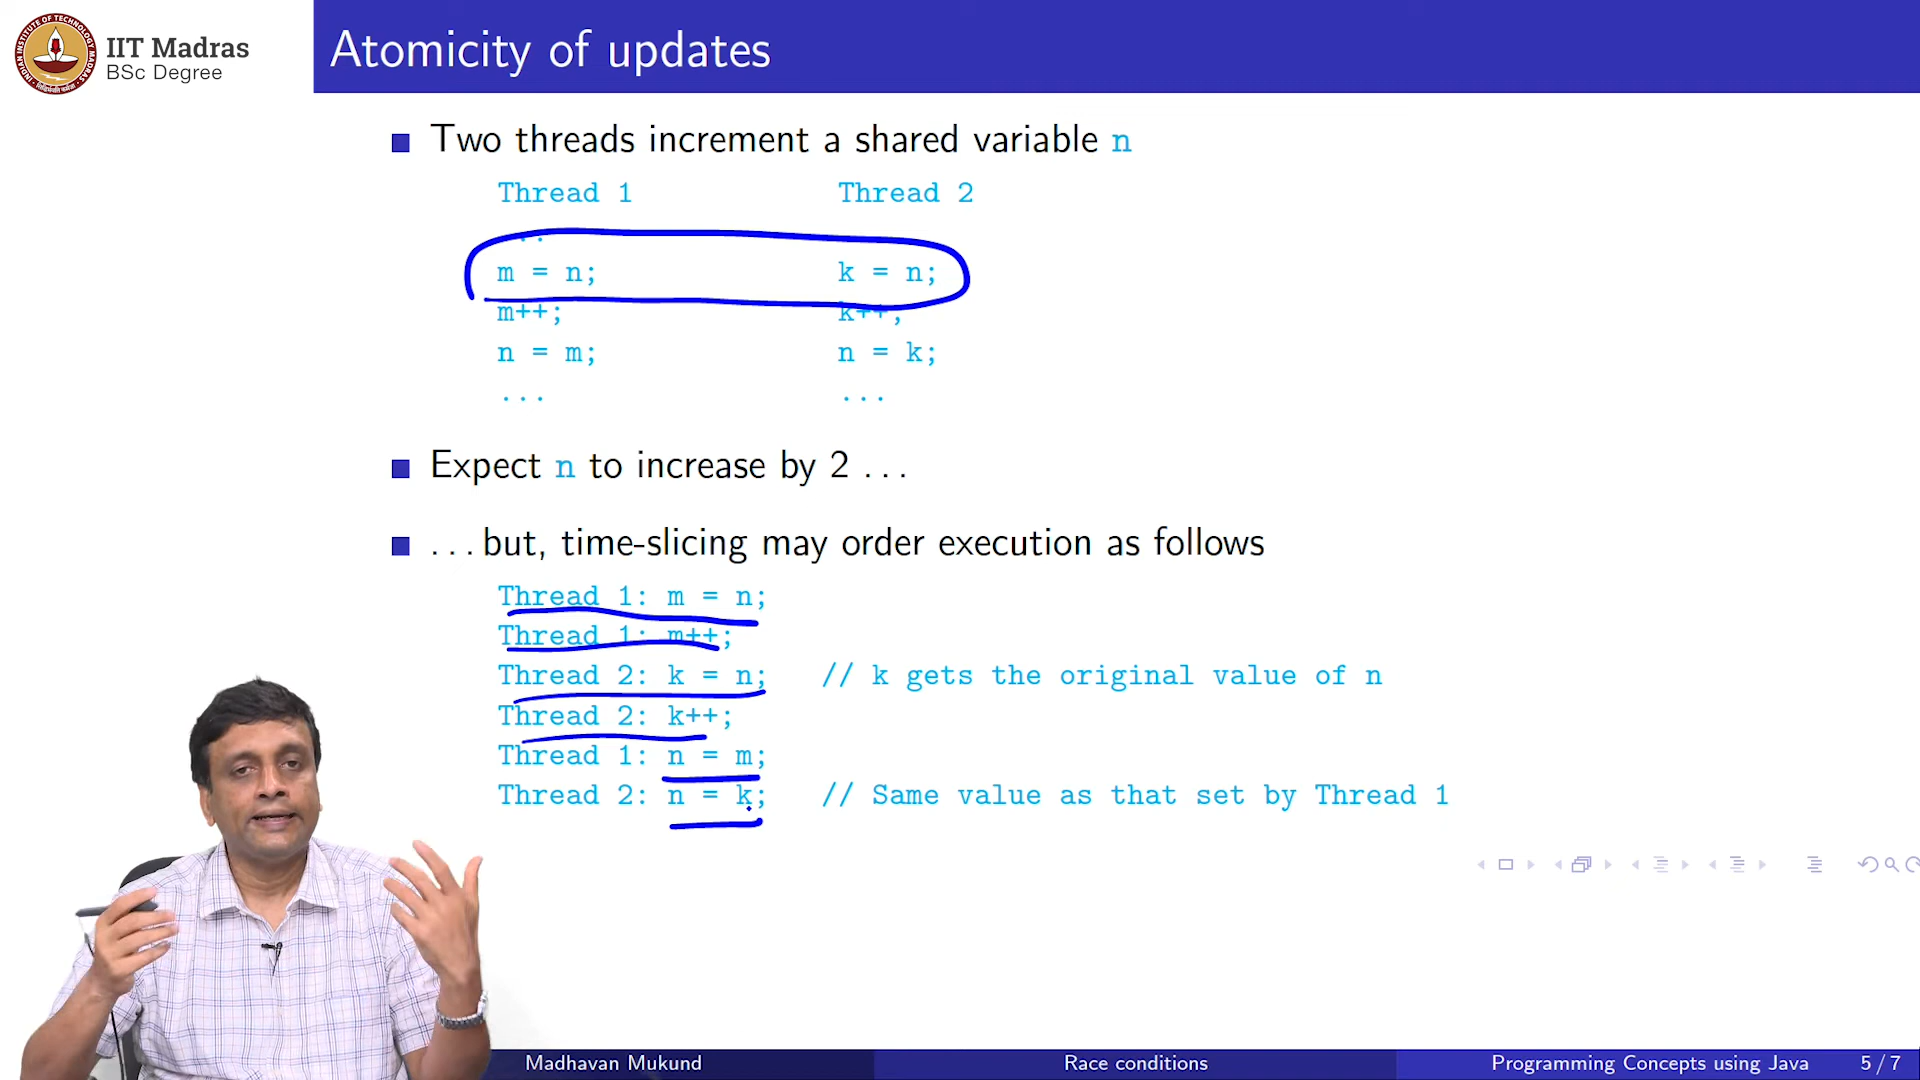 IIT Madras
BSc Degree
Atomicity of updates
Two threads increment a shared variable n
Thread 1 Thread 2
...
m = n; k = n;
m++; k++;
n = m; n = k;
... ...
Expect n to increase by 2 ...
... but, time-slicing may order execution as follows
Thread 1: m = n;
Thread 1: m++;
Thread 2: k = n; // k gets the original value of n
Thread 2: k++;
Thread 1: n = m;
Thread 2: n = k; // Same value as that set by Thread 1
Madhavan Mukund Race conditions Programming Concepts using Java 5 / 7